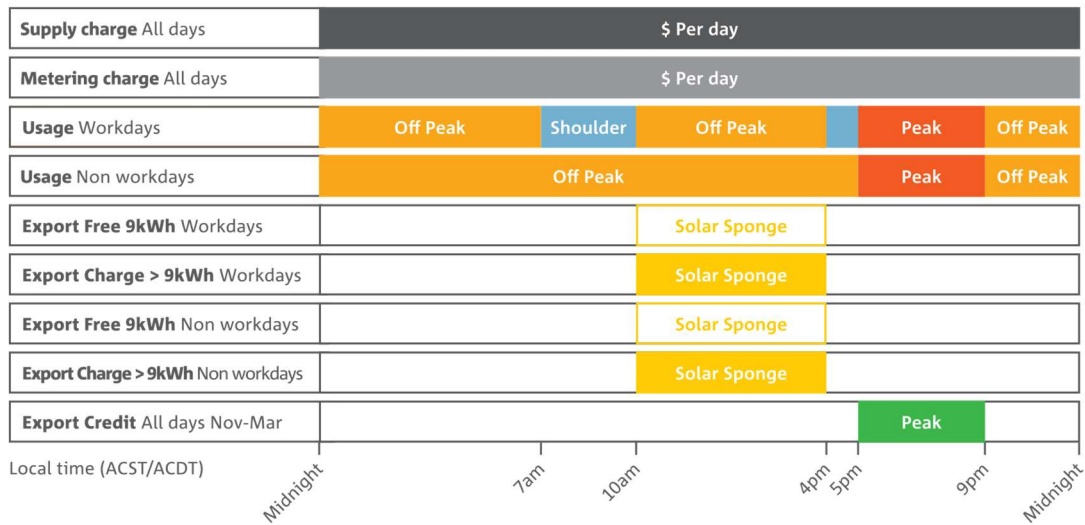 Supply charge All days $ Per day
Metering charge All days $ Per day
Usage Workdays Off Peak Shoulder Off Peak Peak Off Peak
Usage Non workdays Off Peak Peak Off Peak
Export Free 9kWh Workdays Solar Sponge
Export Charge > 9kWh Workdays Solar Sponge
Export Free 9kWh Non workdays Solar Sponge
Export Charge > 9kWh Non workdays Solar Sponge
Export Credit All days Nov-Mar Peak
Local time (ACST/ACDT) Midnight 7am 10am 4pm 5pm 9pm Midnight